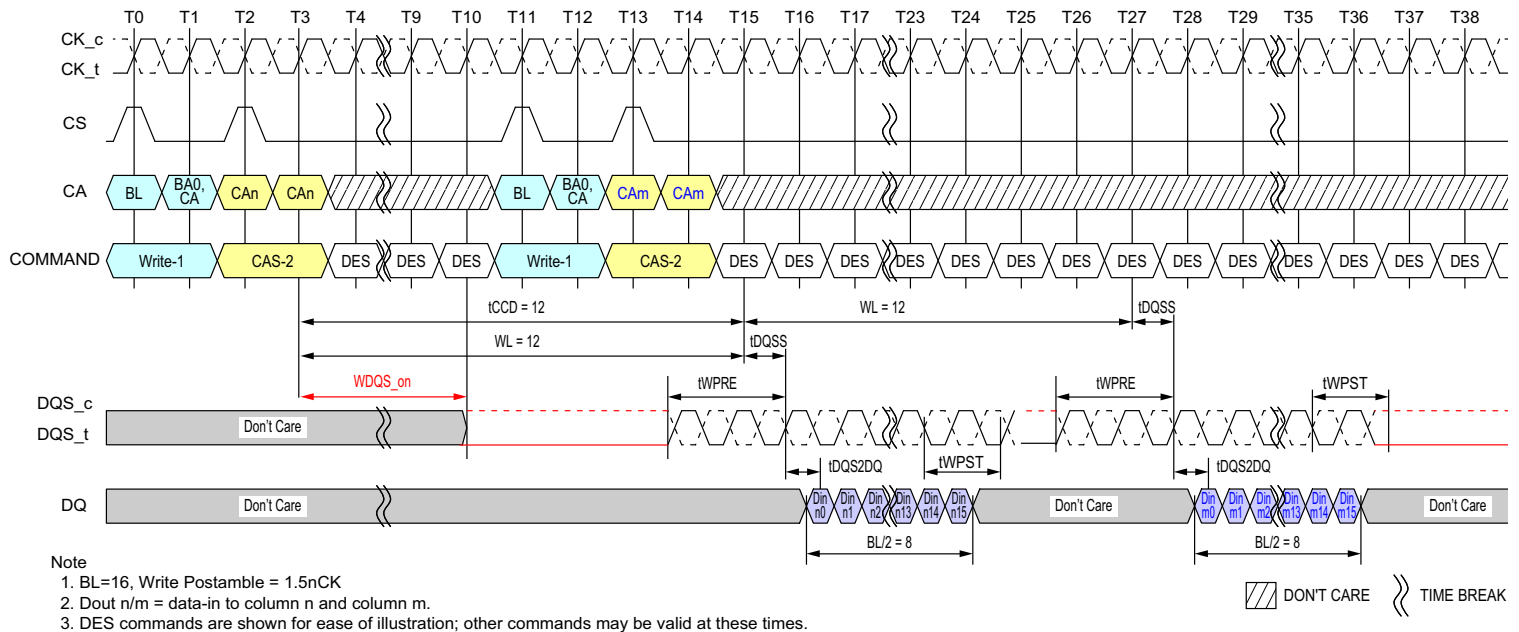 T0 T1 T2 T3 T4 T9 T10 T11 T12 T13 T14 T15 T16 T17 T23 T24 T25 T26 T27 T28 T29 T35 T36 T37 T38
CK_c
CK_t
CS
CA BL BA0, CA CAn CAn BL BA0, CA CAm CAm
COMMAND Write-1 CAS-2 DES DES DES Write-1 CAS-2 DES DES DES DES DES DES DES DES DES DES DES DES DES DES
tCCD = 12 WL = 12 tDQSS
WL = 12 tDQSS
WDQS_on tWPRE tWPRE tWPST
DQS_c
DQS_t Don't Care
tDQS2DQ tWPST tDQS2DQ
DQ Don't Care Din n0 Din n1 Din n2 Din n13 Din n14 Din n15 Don't Care Din m0 Din m1 Din m2 Din m13 Din m14 Din m15 Don't Care
BL/2 = 8 BL/2 = 8
Note
1. BL=16, Write Postamble = 1.5nCK
2. Dout n/m = data-in to column n and column m.
3. DES commands are shown for ease of illustration; other commands may be valid at these times.
DON'T CARE TIME BREAK